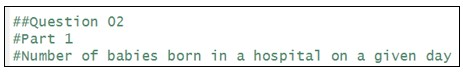 ##Question 02
#Part 1
#Number of babies born in a hospital on a given day